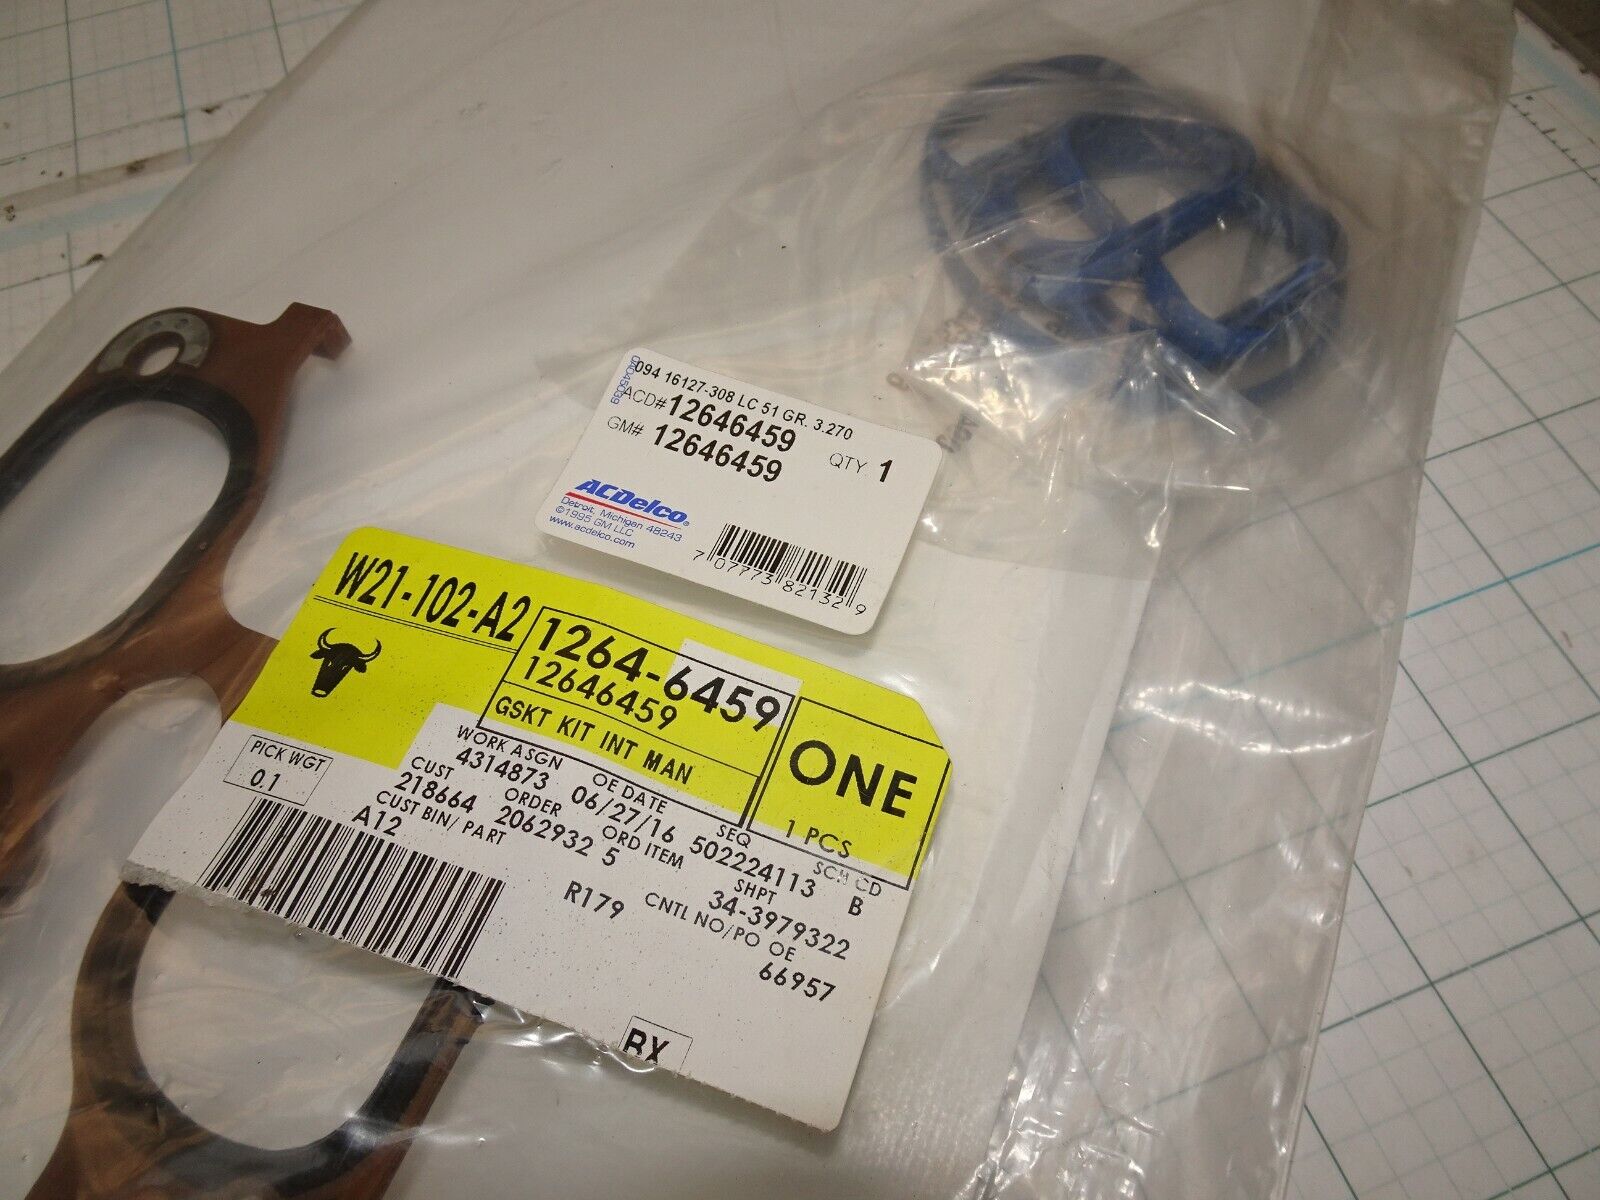 094 16127-308 LC 51 GR. 3.270
04045039
ACD# 12646459
GM# 12646459
QTY 1
ACDelco®
Detroit, Michigan 48243
©1995 GM LLC
www.acdelco.com
7 07773 82132 9
W21-102-A2
1264-6459
12646459
GSKT KIT INT MAN
ONE
1 PCS
PICK WGT
0.1
WORK ASGN
4314873
OE DATE
06/27/16
SEQ
502224113
SCH CD
B
CUST
218664
ORDER
2062932
ORD ITEM
5
SHPT
34-3979322
CUST BIN/ PART
A12
R179
CNTL NO/PO OE
66957
BX